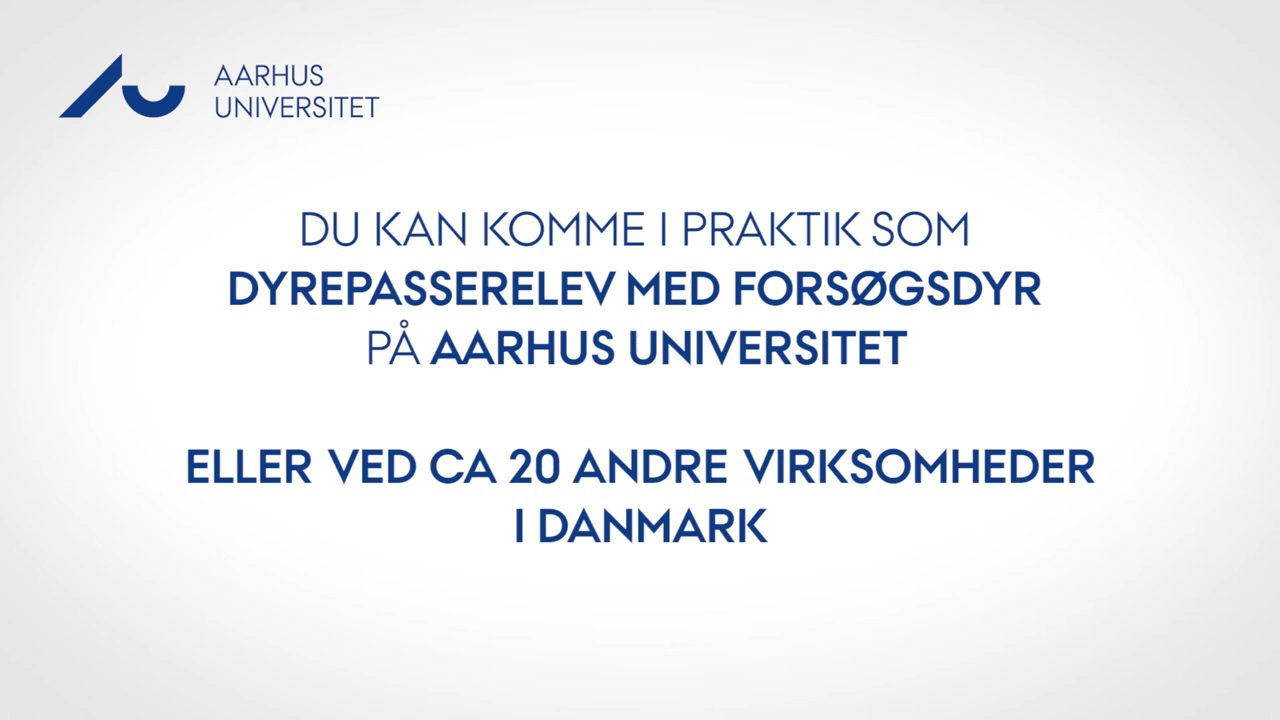 AARHUS
UNIVERSITET
DU KAN KOMME I PRAKTIK SOM
DYREPASSERELEV MED FORSØGSDYR
PÅ AARHUS UNIVERSITET
ELLER VED CA 20 ANDRE VIRKSOMHEDER
I DANMARK